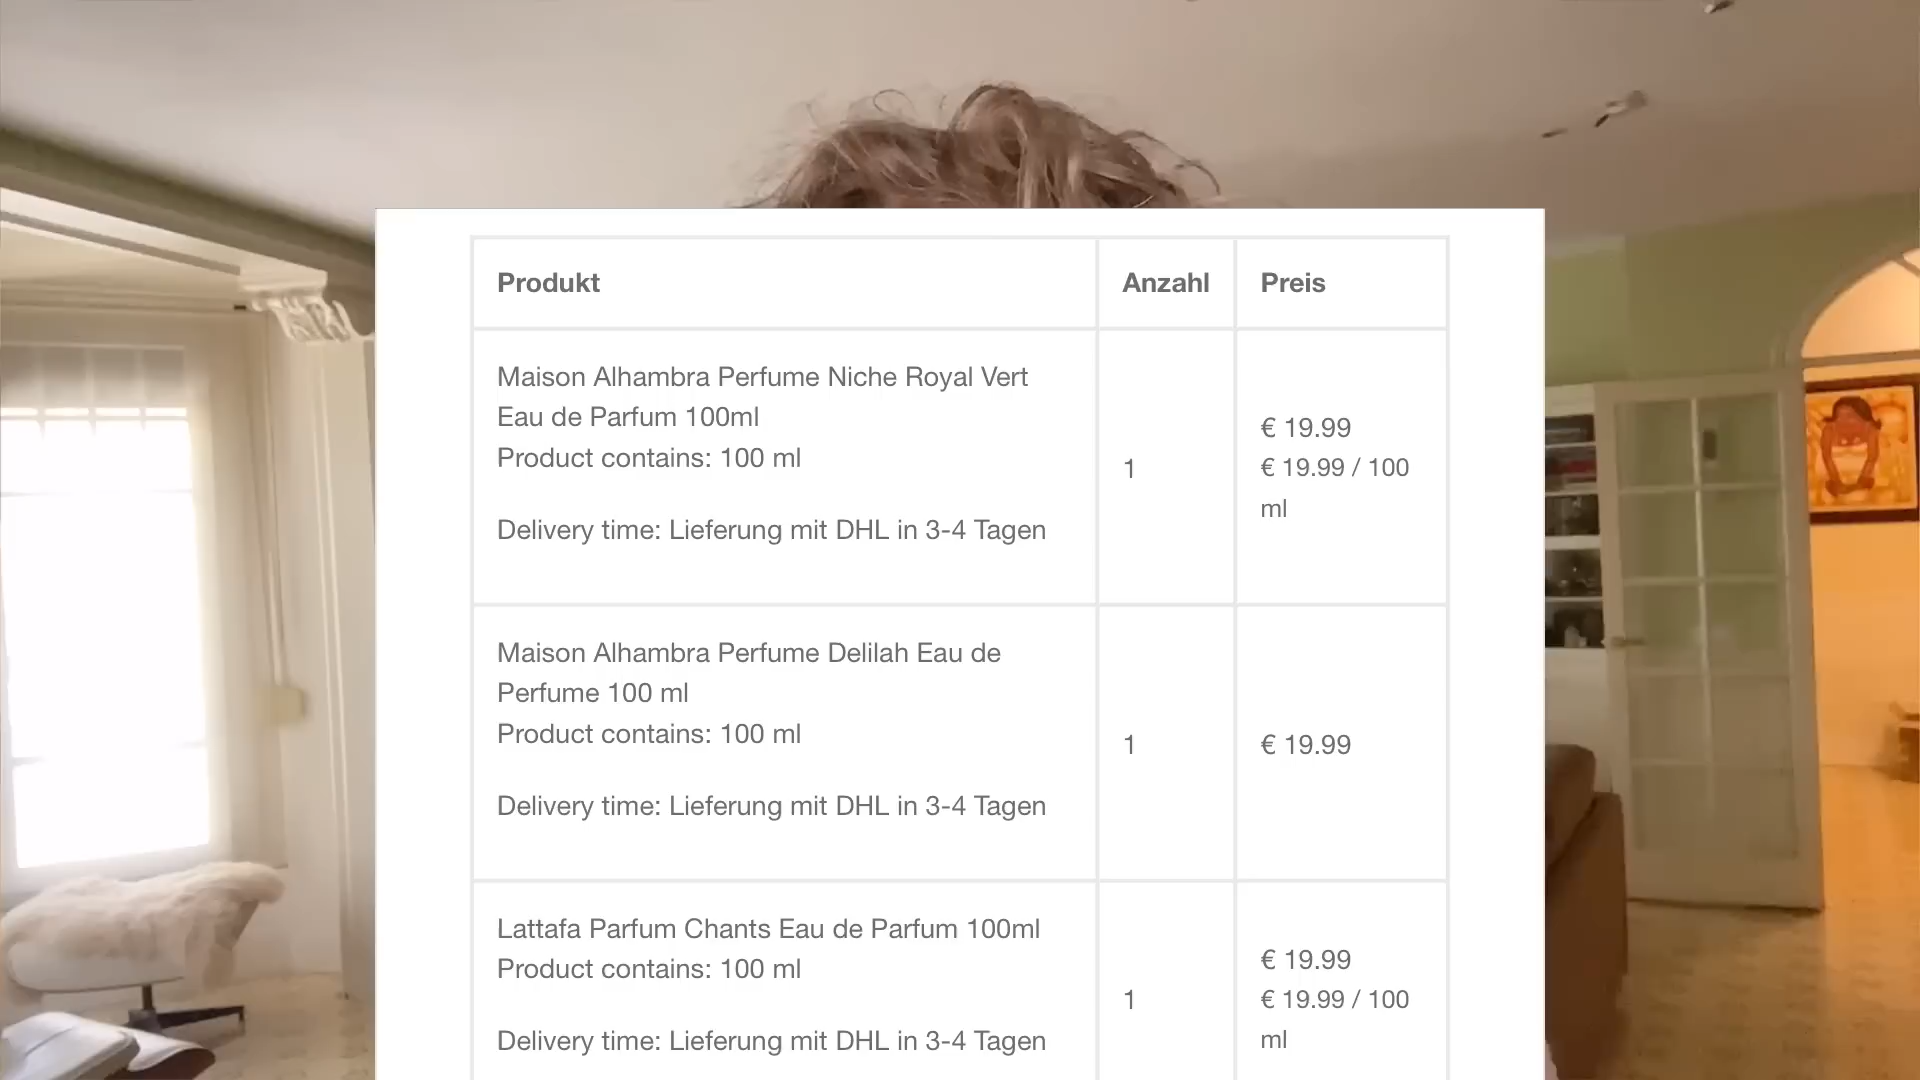 Produkt Anzahl Preis
Maison Alhambra Perfume Niche Royal Vert
Eau de Parfum 100ml
Product contains: 100 ml
Delivery time: Lieferung mit DHL in 3-4 Tagen
1
€ 19.99
€ 19.99 / 100
ml
Maison Alhambra Perfume Delilah Eau de
Perfume 100 ml
Product contains: 100 ml
Delivery time: Lieferung mit DHL in 3-4 Tagen
1
€ 19.99
Lattafa Parfum Chants Eau de Parfum 100ml
Product contains: 100 ml
Delivery time: Lieferung mit DHL in 3-4 Tagen
1
€ 19.99
€ 19.99 / 100
ml